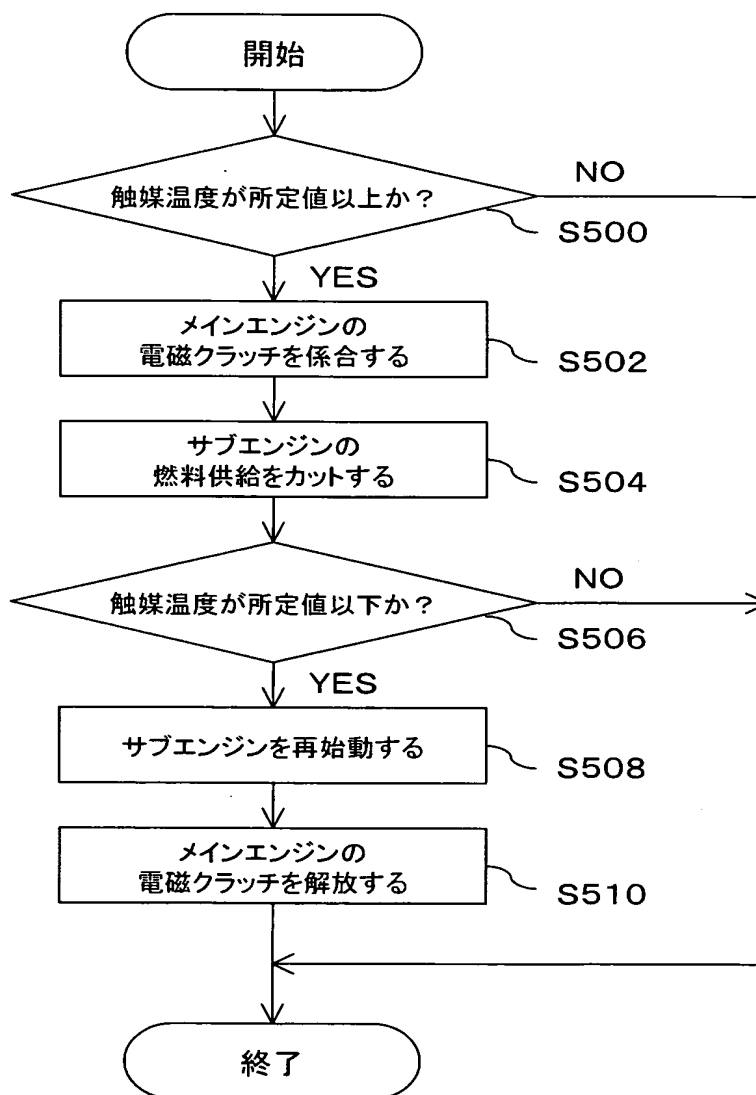 開始
触媒温度が所定値以上か？
NO
S500
YES
メインエンジンの
電磁クラッチを係合する
S502
サブエンジンの
燃料供給をカットする
S504
触媒温度が所定値以下か？
NO
S506
YES
サブエンジンを再始動する
S508
メインエンジンの
電磁クラッチを解放する
S510
終了